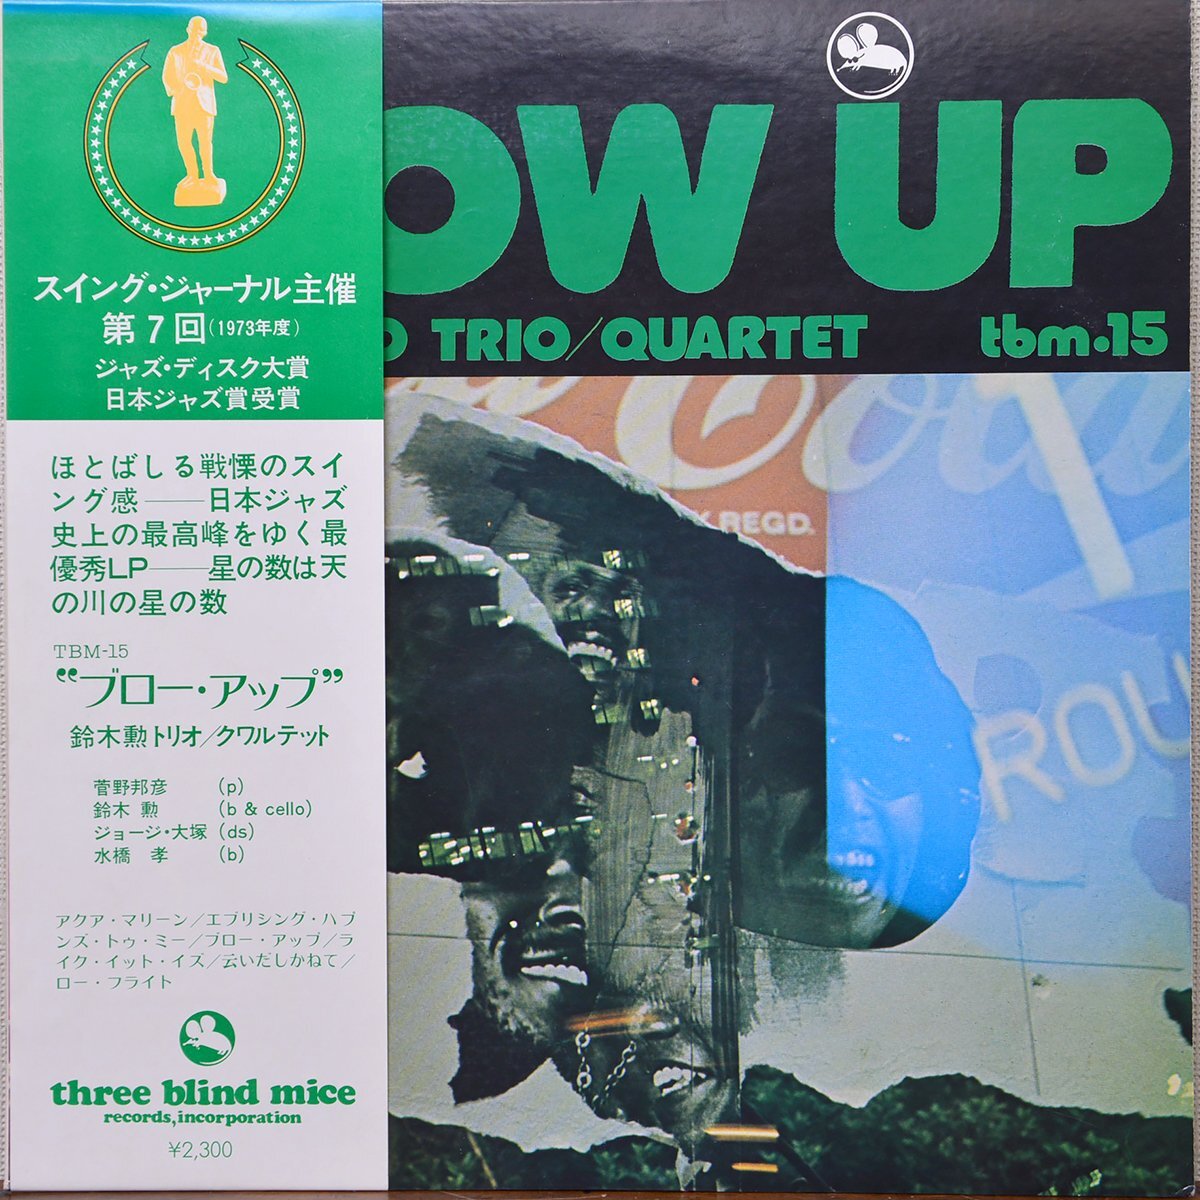 スイング・ジャーナル主催
第7回(1973年度)
ジャズ・ディスク大賞
日本ジャズ賞受賞
ほとばしる戦慄のスイ
ング感——日本ジャズ
史上の最高峰をゆく最
優秀LP——星の数は天
の川の星の数
TBM-15
“ブロー・アップ”
鈴木勲トリオ/クワルテット
菅野邦彦 (p)
鈴木 勲 (b & cello)
ジョージ・大塚 (ds)
水橋 孝 (b)
アクア・マリーン/エブリシング・ハプ
ンズ・トゥ・ミー/ブロー・アップ/ラ
イク・イット・イズ/云いだしかねて/
ロー・フライト
three blind mice
records, incorporation
¥2,300
OW UP
O TRIO/QUARTET
tbm・15
REGD.
ROU